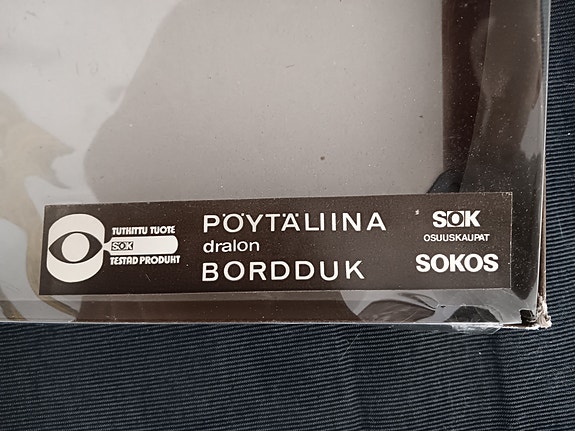 TUTKITTU TUOTE
SOK
TESTAD PRODUKT
PÖYTÄLIINA
dralon
BORDDUK
SOK
OSUUSKAUPAT
SOKOS